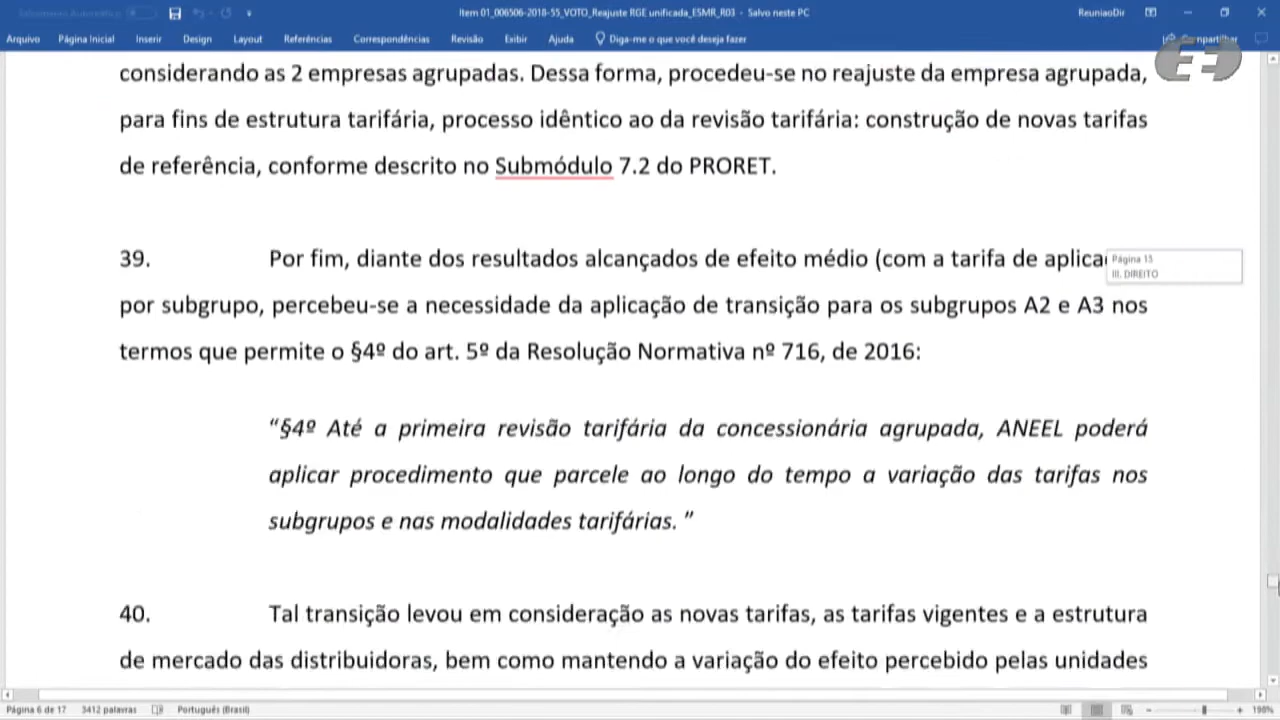 Item 01_006506-2018-55_VOTO_Reajuste RGE unificada_ESMR_R03 - Salvo neste PC
ReuniaoDir
Arquivo Página Inicial Inserir Design Layout Referências Correspondências Revisão Exibir Ajuda Diga-me o que você deseja fazer
considerando as 2 empresas agrupadas. Dessa forma, procedeu-se no reajuste da empresa agrupada,
para fins de estrutura tarifária, processo idêntico ao da revisão tarifária: construção de novas tarifas
de referência, conforme descrito no Submódulo 7.2 do PRORET.
39. Por fim, diante dos resultados alcançados de efeito médio (com a tarifa de
Página 13
III. DIREITO
por subgrupo, percebeu-se a necessidade da aplicação de transição para os subgrupos A2 e A3 nos
termos que permite o §4º do art. 5º da Resolução Normativa nº 716, de 2016:
“§4º Até a primeira revisão tarifária da concessionária agrupada, ANEEL poderá
aplicar procedimento que parcele ao longo do tempo a variação das tarifas nos
subgrupos e nas modalidades tarifárias. ”
40. Tal transição levou em consideração as novas tarifas, as tarifas vigentes e a estrutura
de mercado das distribuidoras, bem como mantendo a variação do efeito percebido pelas unidades
Página 6 de 17 3412 palavras Português (Brasil) 198%